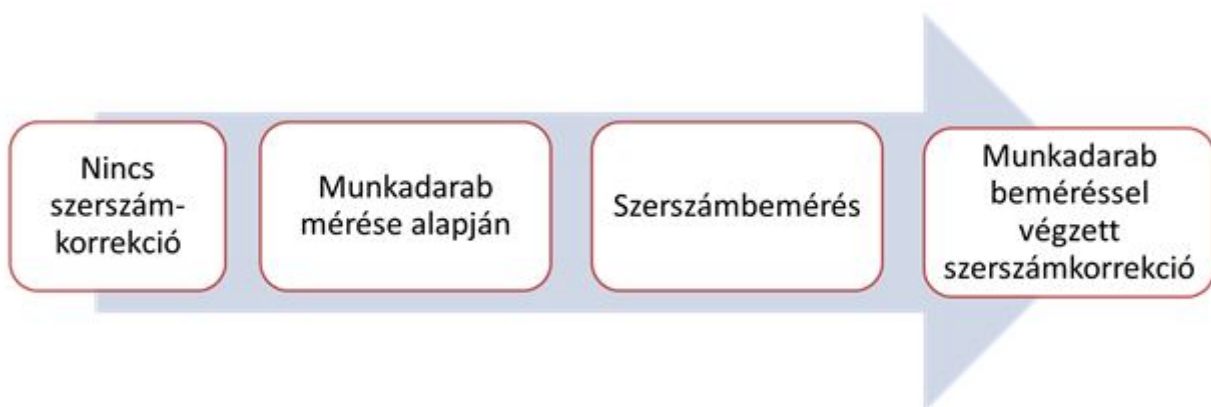 Nincs
szerszám-
korrekció
Munkadarab
mérése alapján
Szerszámbemérés
Munkadarab
beméréssel
végzett
szerszámkorrekció